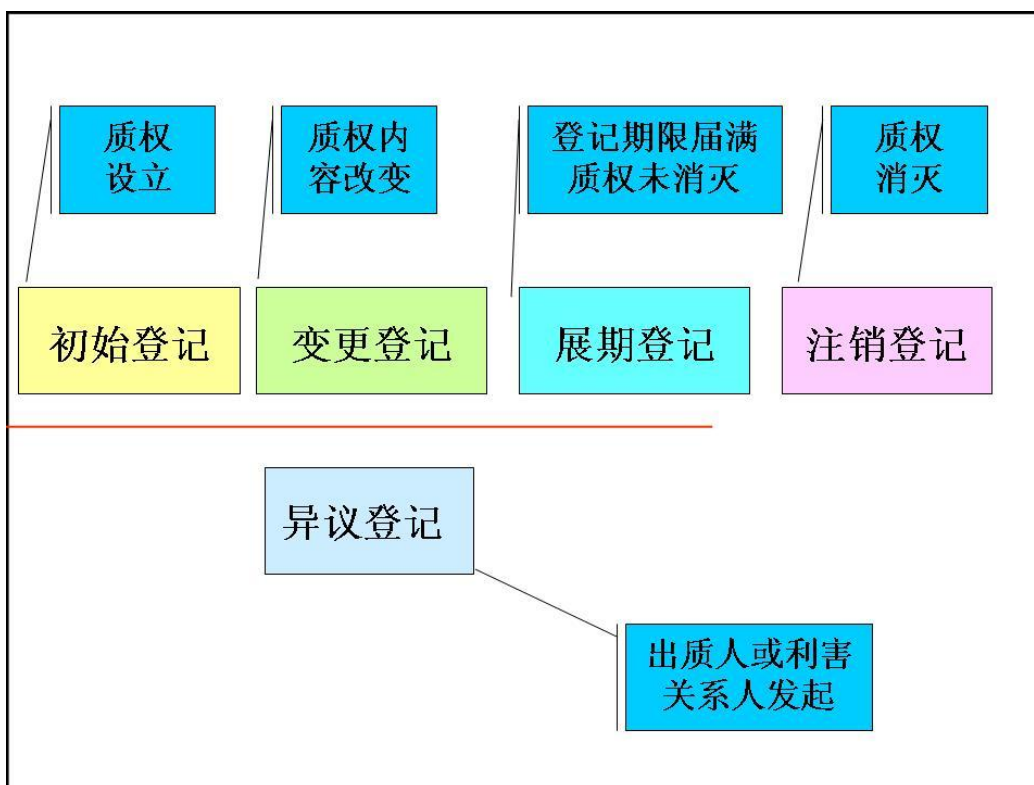 质权
设立
质权内
容改变
登记期限届满
质权未消灭
质权
消灭
初始登记
变更登记
展期登记
注销登记
异议登记
出质人或利害
关系人发起